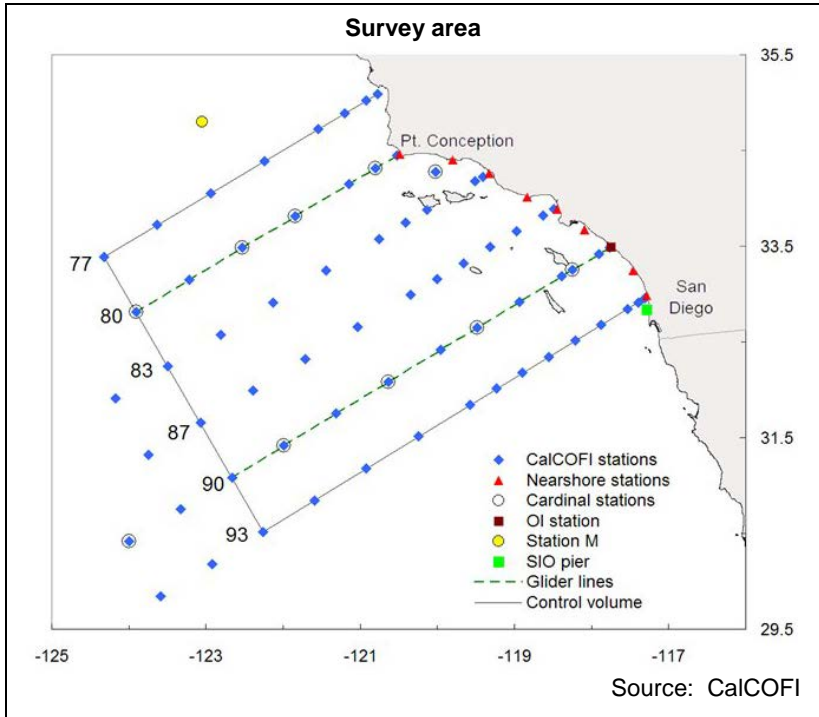 Survey area
35.5
Pt. Conception
77
33.5
San
Diego
80
83
87
31.5
90
93
CalCOFI stations
Nearshore stations
Cardinal stations
OI station
Station M
SIO pier
Glider lines
Control volume
29.5
-125 -123 -121 -119 -117
Source: CalCOFI